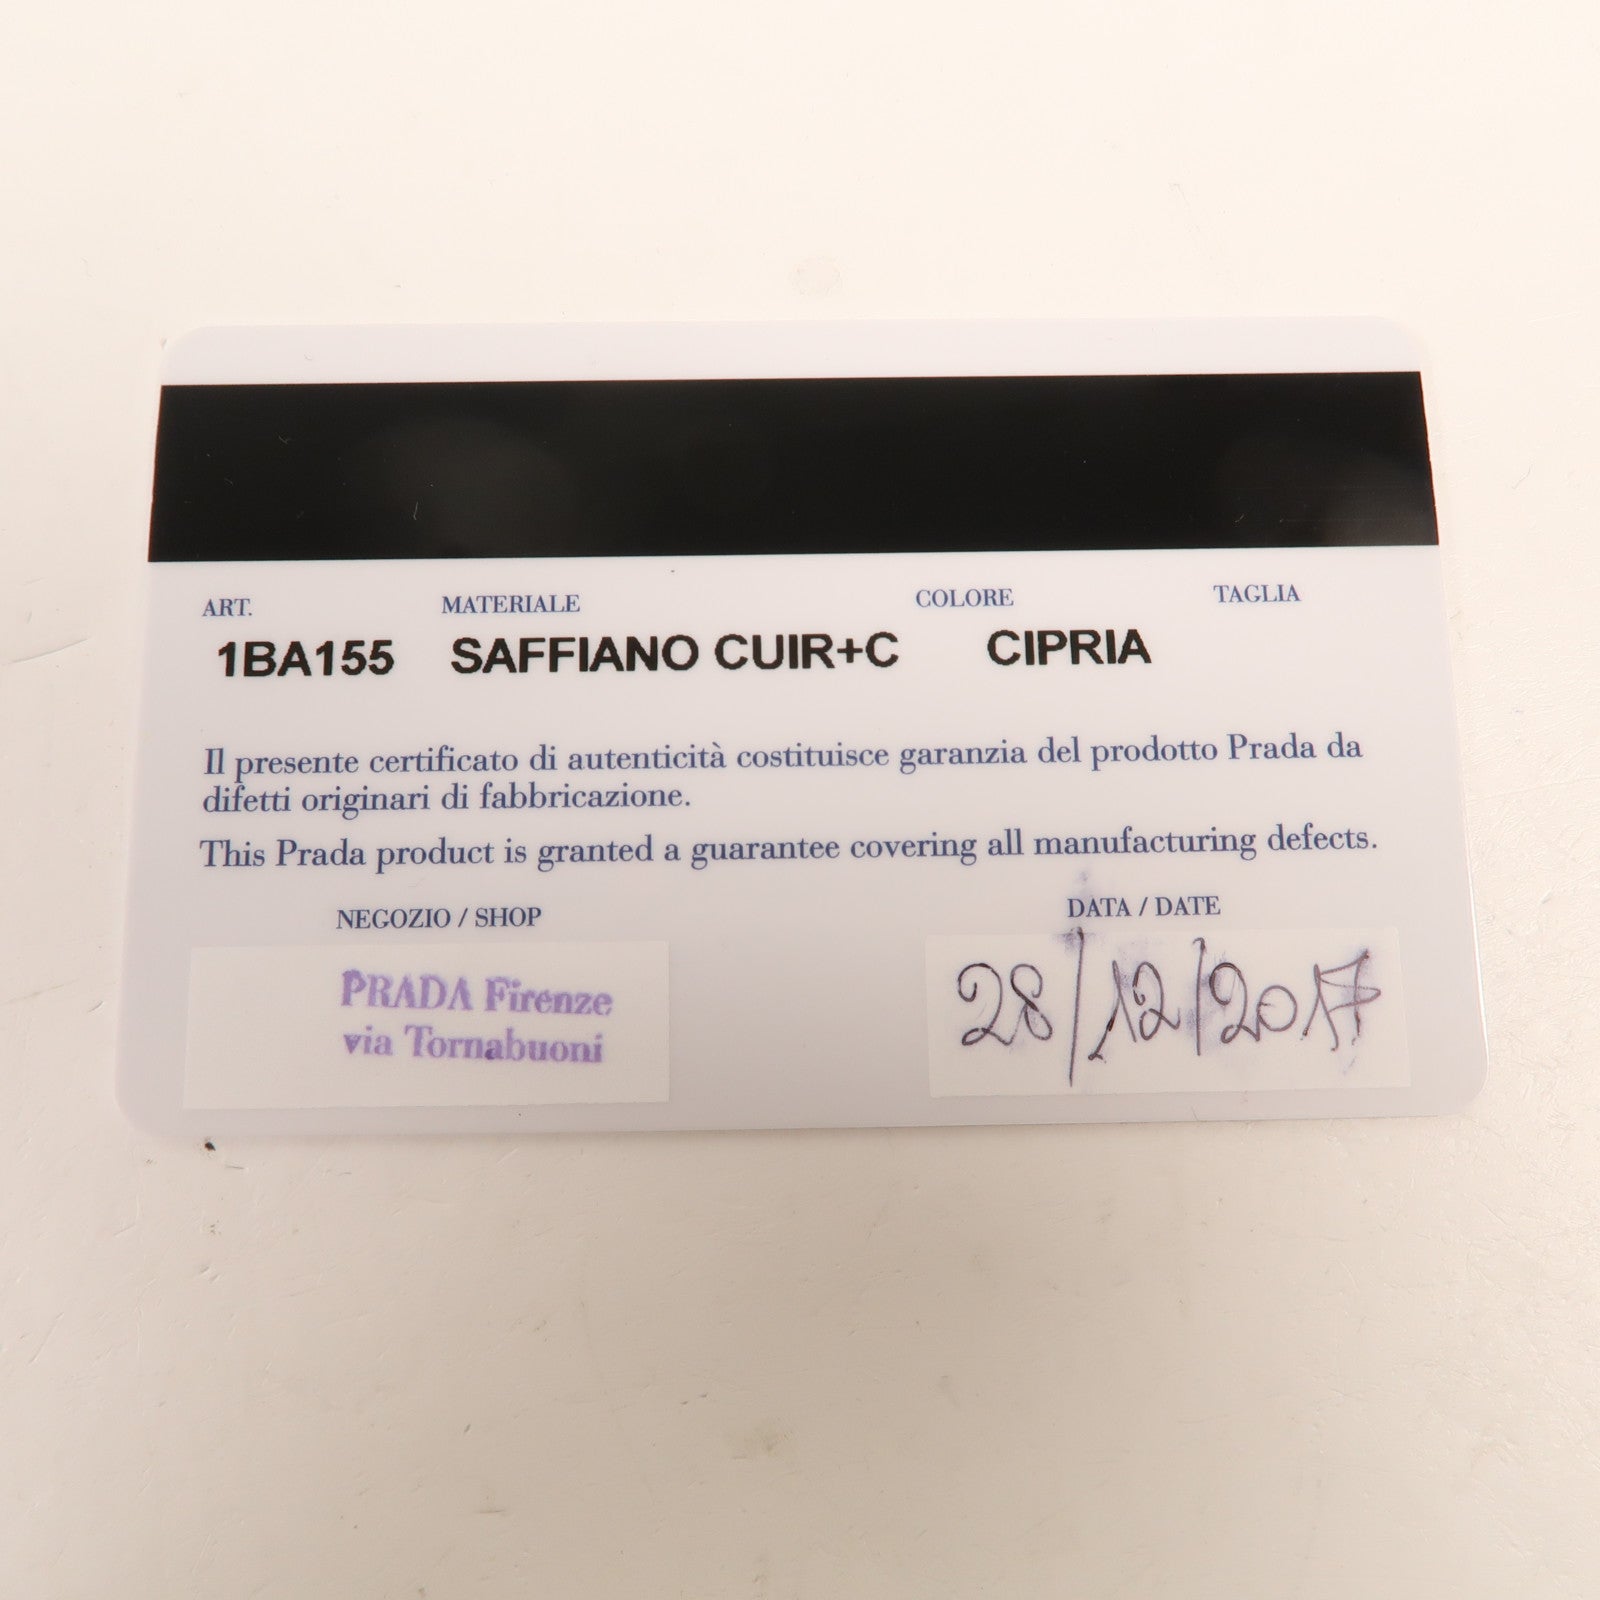 ART. MATERIALE COLORE TAGLIA
1BA155 SAFFIANO CUIR+C CIPRIA
Il presente certificato di autenticità costituisce garanzia del prodotto Prada da
difetti originari di fabbricazione.
This Prada product is granted a guarantee covering all manufacturing defects.
NEGOZIO / SHOP DATA / DATE
PRADA Firenze
via Tornabuoni
28/12/2017